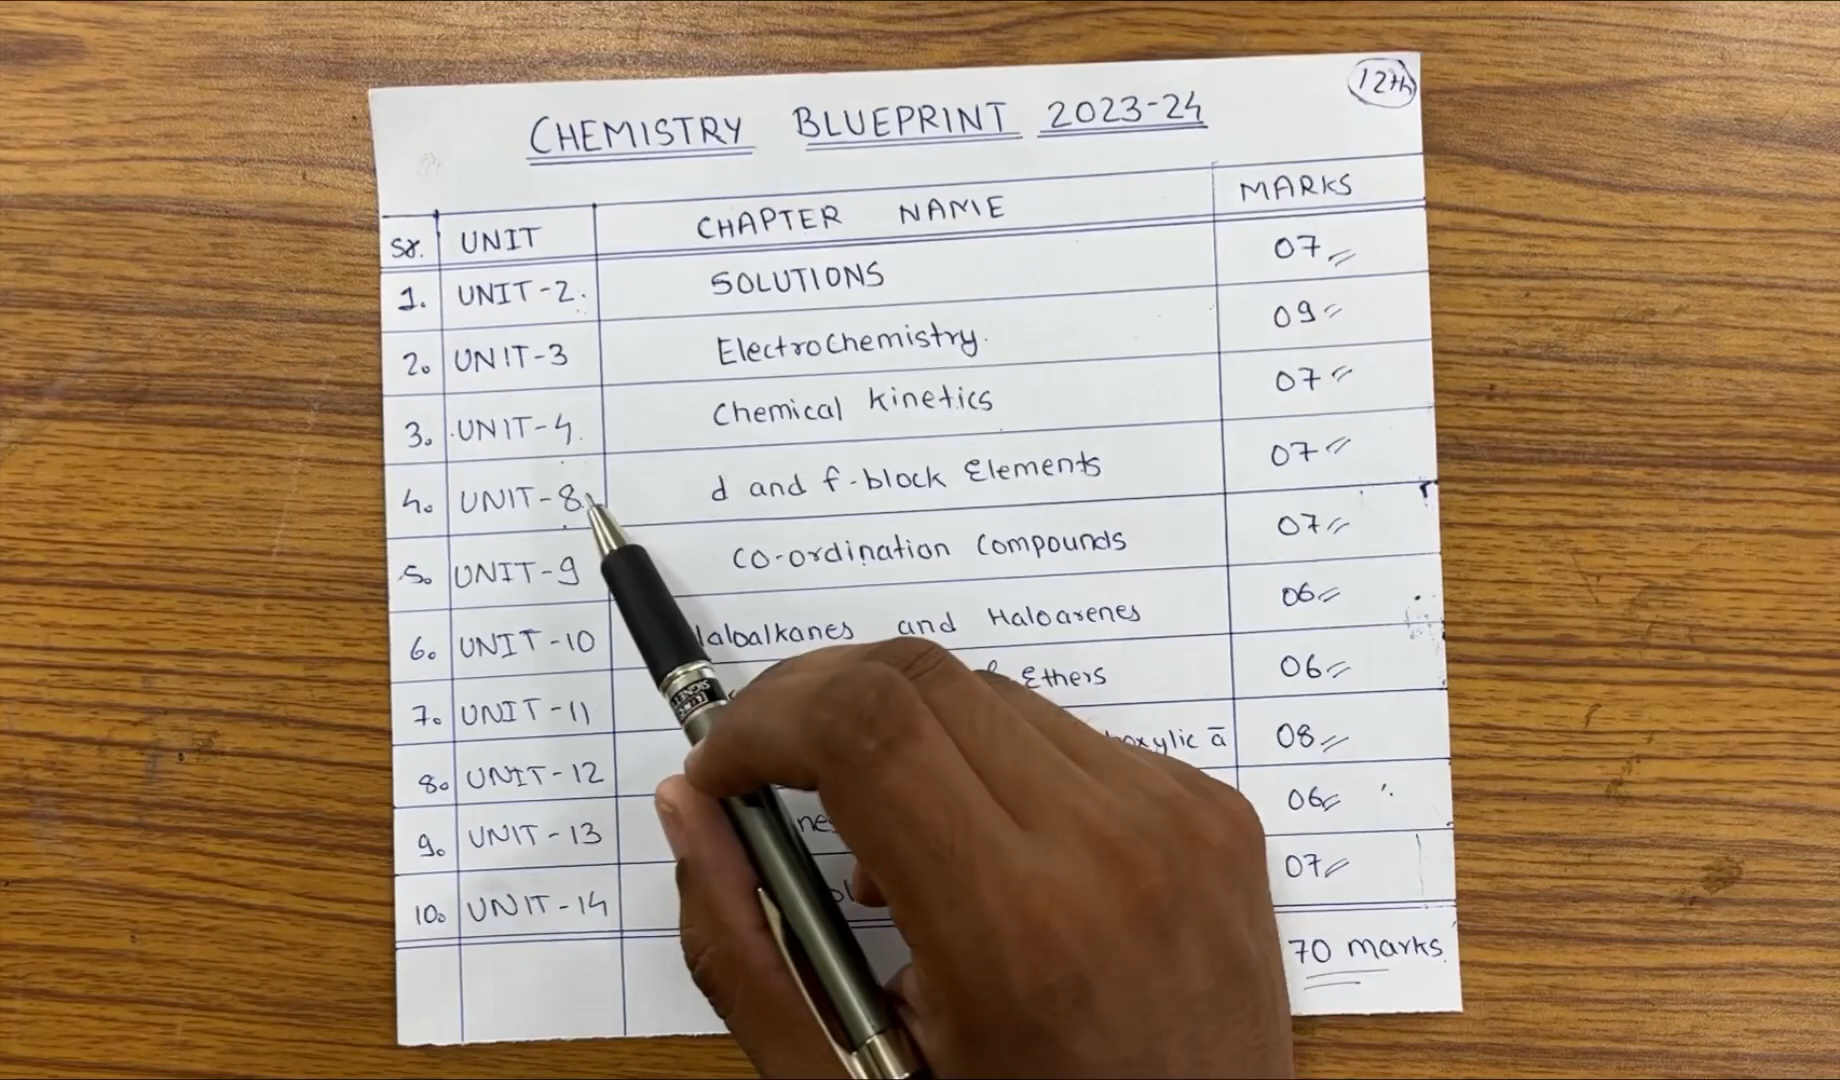 12th
CHEMISTRY BLUEPRINT 2023-24
Sr. UNIT CHAPTER NAME MARKS
1. UNIT-2. SOLUTIONS 07
2. UNIT-3 ElectroChemistry. 09
3. UNIT-4. Chemical kinetics 07
4. UNIT-8 d and f-block Elements 07
5. UNIT-9 Co-ordination Compounds 07
6. UNIT-10 and Haloarenes 06
7. UNIT-11 Ethers 06
8. UNIT-12 08
9. UNIT-13 06
10. UNIT-14 07
70 marks.